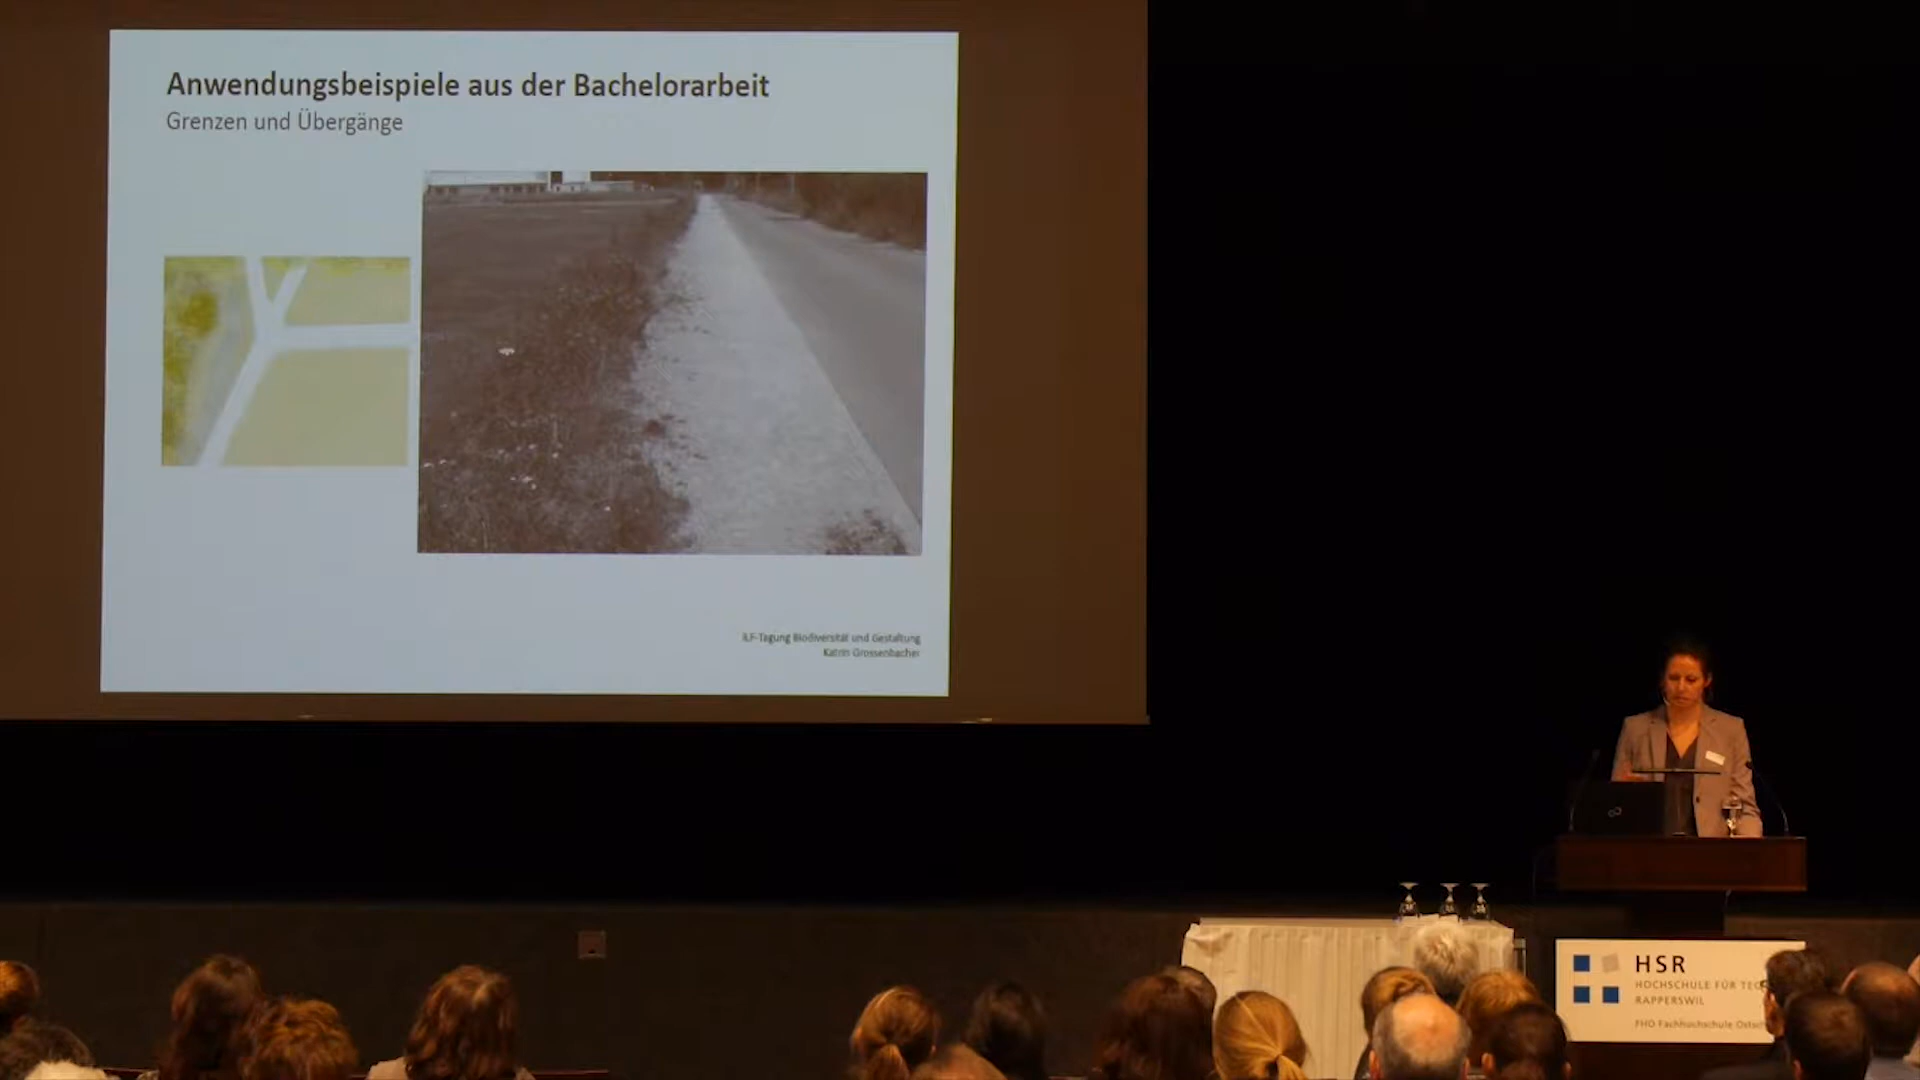 Anwendungsbeispiele aus der Bachelorarbeit
Grenzen und Übergänge
ILF-Tagung Biodiversität und Gestaltung
Katrin Grossenbacher
HSR
HOCHSCHULE FÜR TEC
RAPPERSWIL
FHO Fachhochschule Ostsc